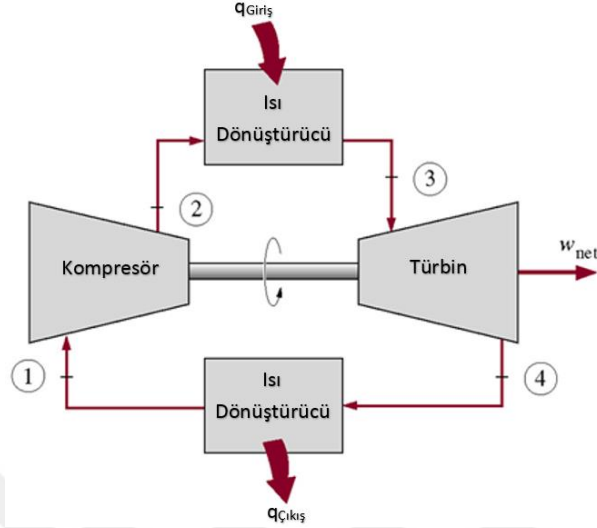 qGiriş
Isı
Dönüştürücü
3
2
Kompresör
Türbin
wnet
1
Isı
Dönüştürücü
4
qÇıkış